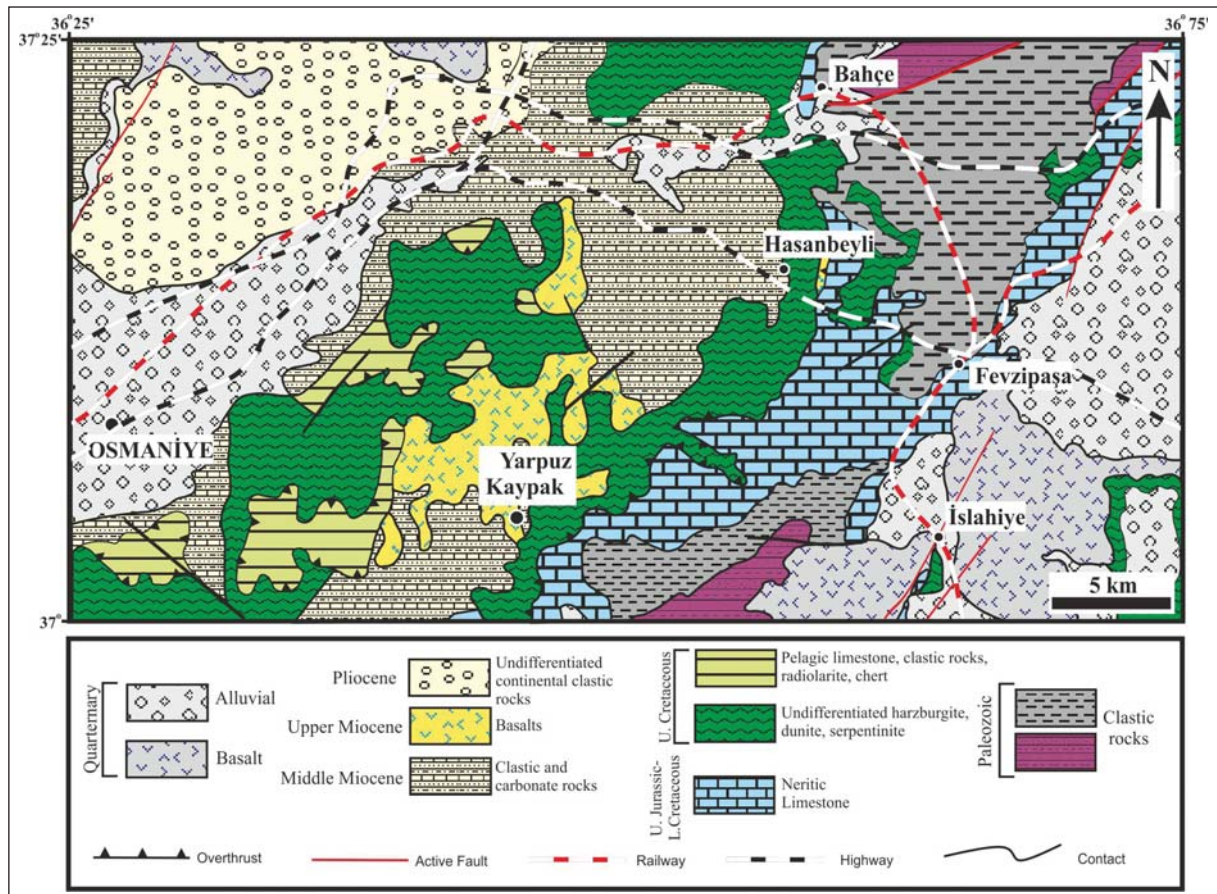 36° 25'
36° 75'
37° 25'
Bahçe
N
Hasanbeyli
Fevzipaşa
OSMANİYE
Yarpuz
Kaypak
İslahiye
5 km
37°
Quarternary
Alluvial
Basalt
Pliocene
Undifferentiated
continental clastic
rocks
Upper Miocene
Basalts
Middle Miocene
Clastic and
carbonate rocks
U. Cretaceous
Pelagic limestone, clastic rocks,
radiolarite, chert
Undifferentiated harzburgite,
dunite, serpentinite
U. Jurassic-
L.Cretaceous
Neritic
Limestone
Paleozoic
Clastic
rocks
Overthrust
Active Fault
Railway
Highway
Contact